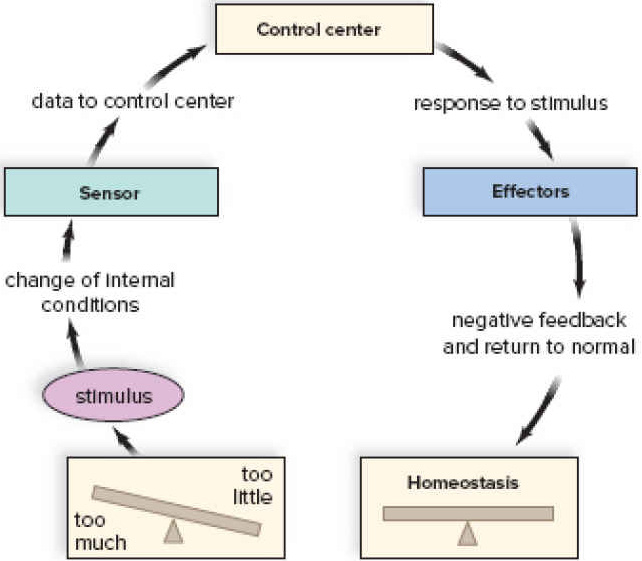 Control center
data to control center
response to stimulus
Sensor
Effectors
change of internal
conditions
negative feedback
and return to normal
stimulus
too
little
too
much
Homeostasis